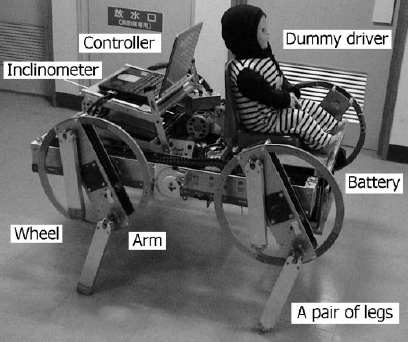 放水口
Controller
Dummy driver
Inclinometer
Battery
Wheel
Arm
A pair of legs